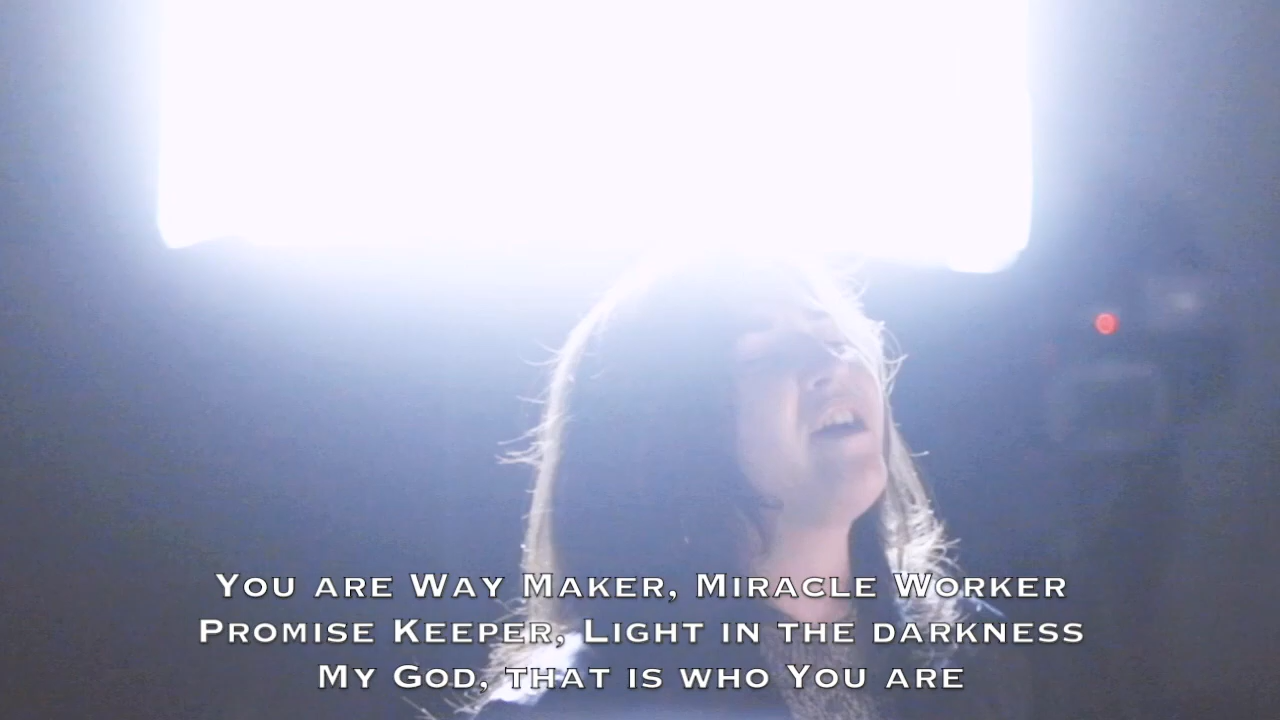 You are Way Maker, Miracle Worker
Promise Keeper, Light in the darkness
My God, that is who You are